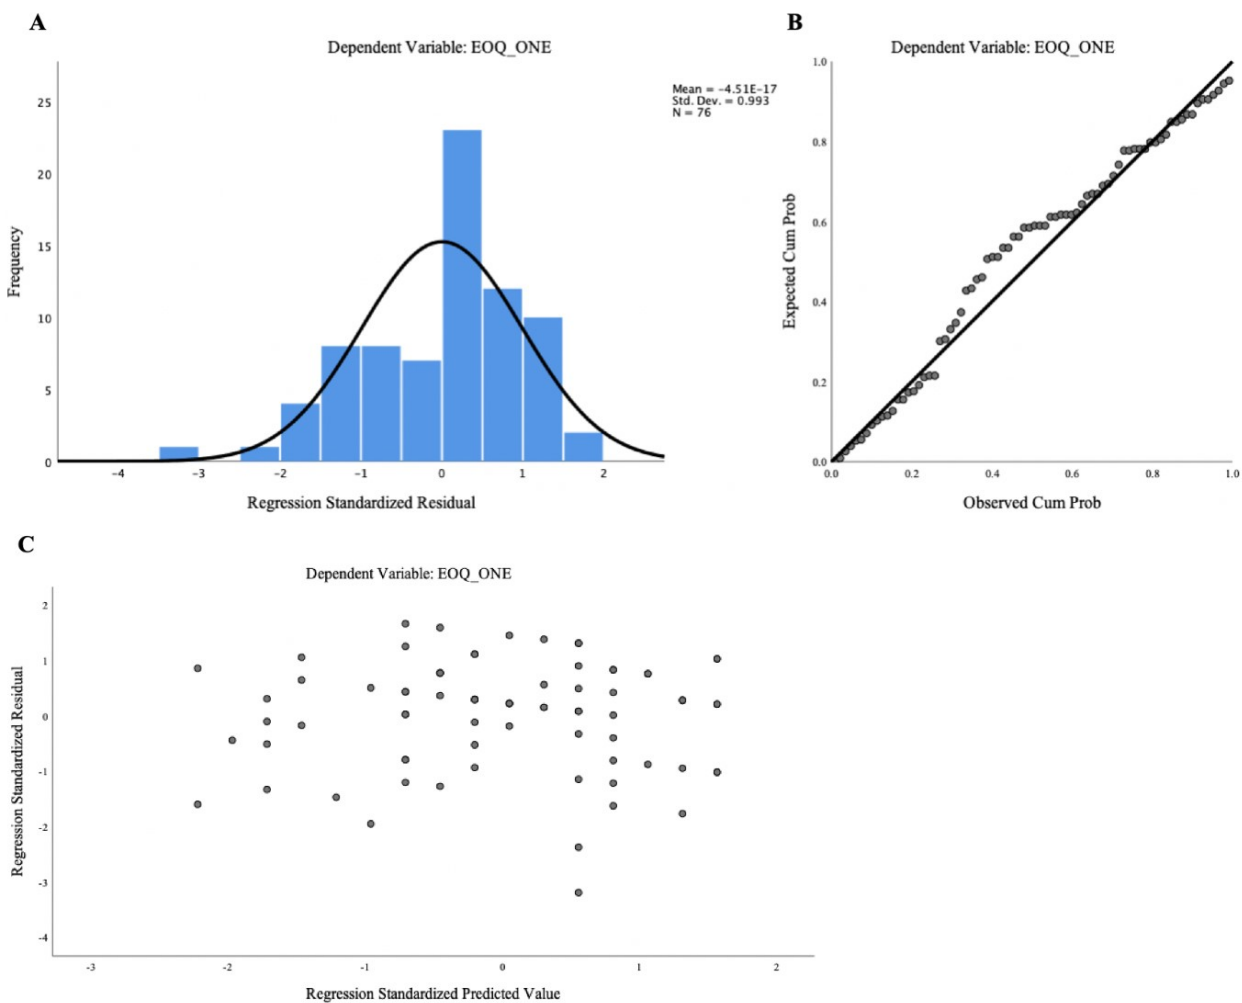 A
Dependent Variable: EOQ_ONE
Mean = -4.51E-17
Std. Dev. = 0.993
N = 76
25
20
15
10
5
0
Frequency
-4 -3 -2 -1 0 1 2
Regression Standardized Residual
B
Dependent Variable: EOQ_ONE
1.0
0.8
0.6
0.4
0.2
0.0
Expected Cum Prob
0.0 0.2 0.4 0.6 0.8 1.0
Observed Cum Prob
C
Dependent Variable: EOQ_ONE
2
1
0
-1
-2
-3
-4
Regression Standardized Residual
-3 -2 -1 0 1 2
Regression Standardized Predicted Value